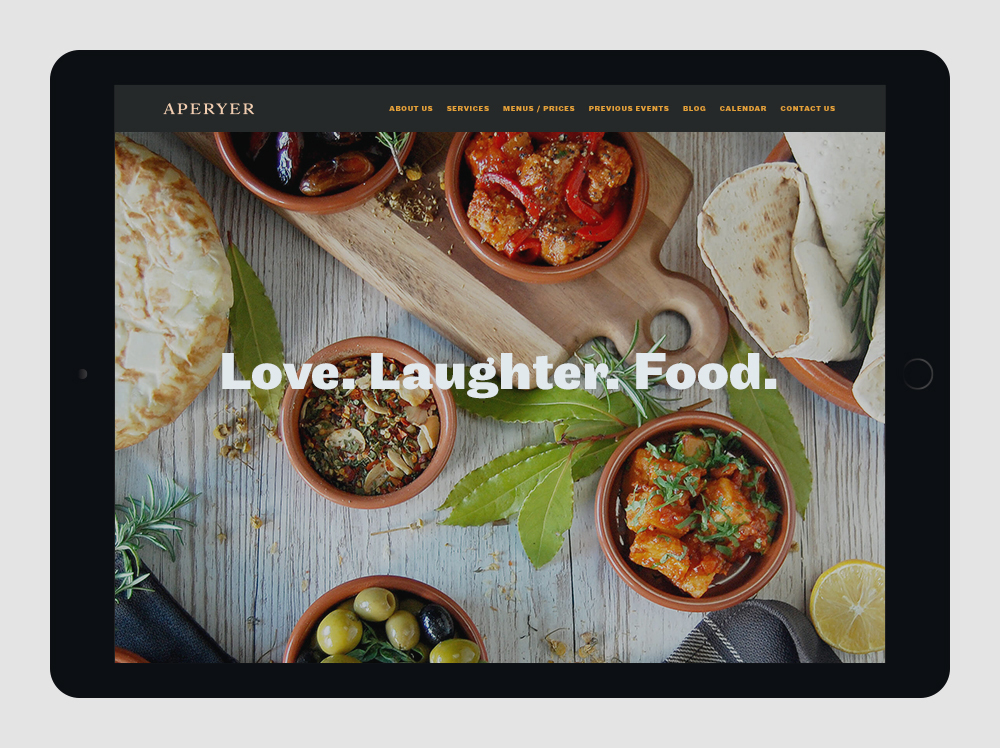 APERYER
ABOUT US SERVICES MENUS / PRICES PREVIOUS EVENTS BLOG CALENDAR CONTACT US
Love. Laughter. Food.